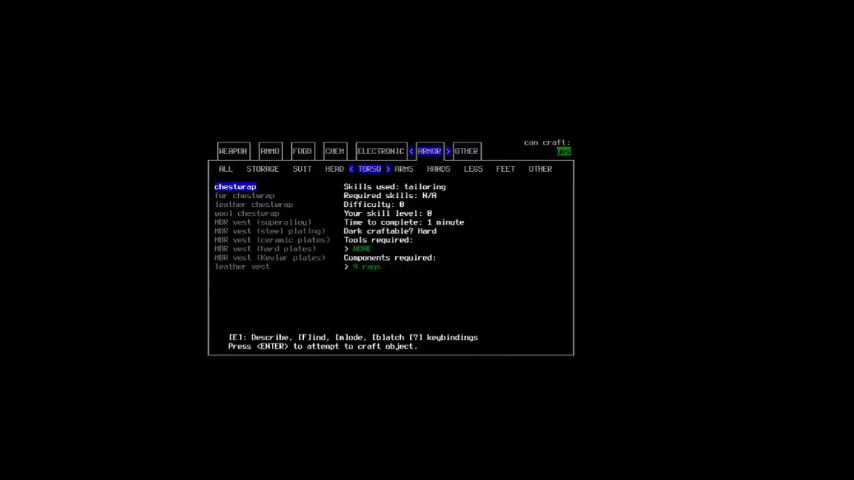 can craft:
WEAPON AMMO FOOD CHEM ELECTRONIC < ARMOR > OTHER yes
ALL STORAGE SUIT HEAD < TORSO > ARMS HANDS LEGS FEET OTHER
chestwrap Skills used: tailoring
fur chestwrap Required skills: N/A
leather chestwrap Difficulty: 0
wool chestwrap Your skill level: 0
MBR vest (superalloy) Time to complete: 1 minute
MBR vest (steel plating) Dark craftable? Hard
MBR vest (ceramic plates) Tools required:
MBR vest (hard plates) > NONE
MBR vest (Kevlar plates) Components required:
leather vest > 9 rags
[E]: Describe, [F]ind, [m]ode, [b]atch [?] keybindings
Press <ENTER> to attempt to craft object.